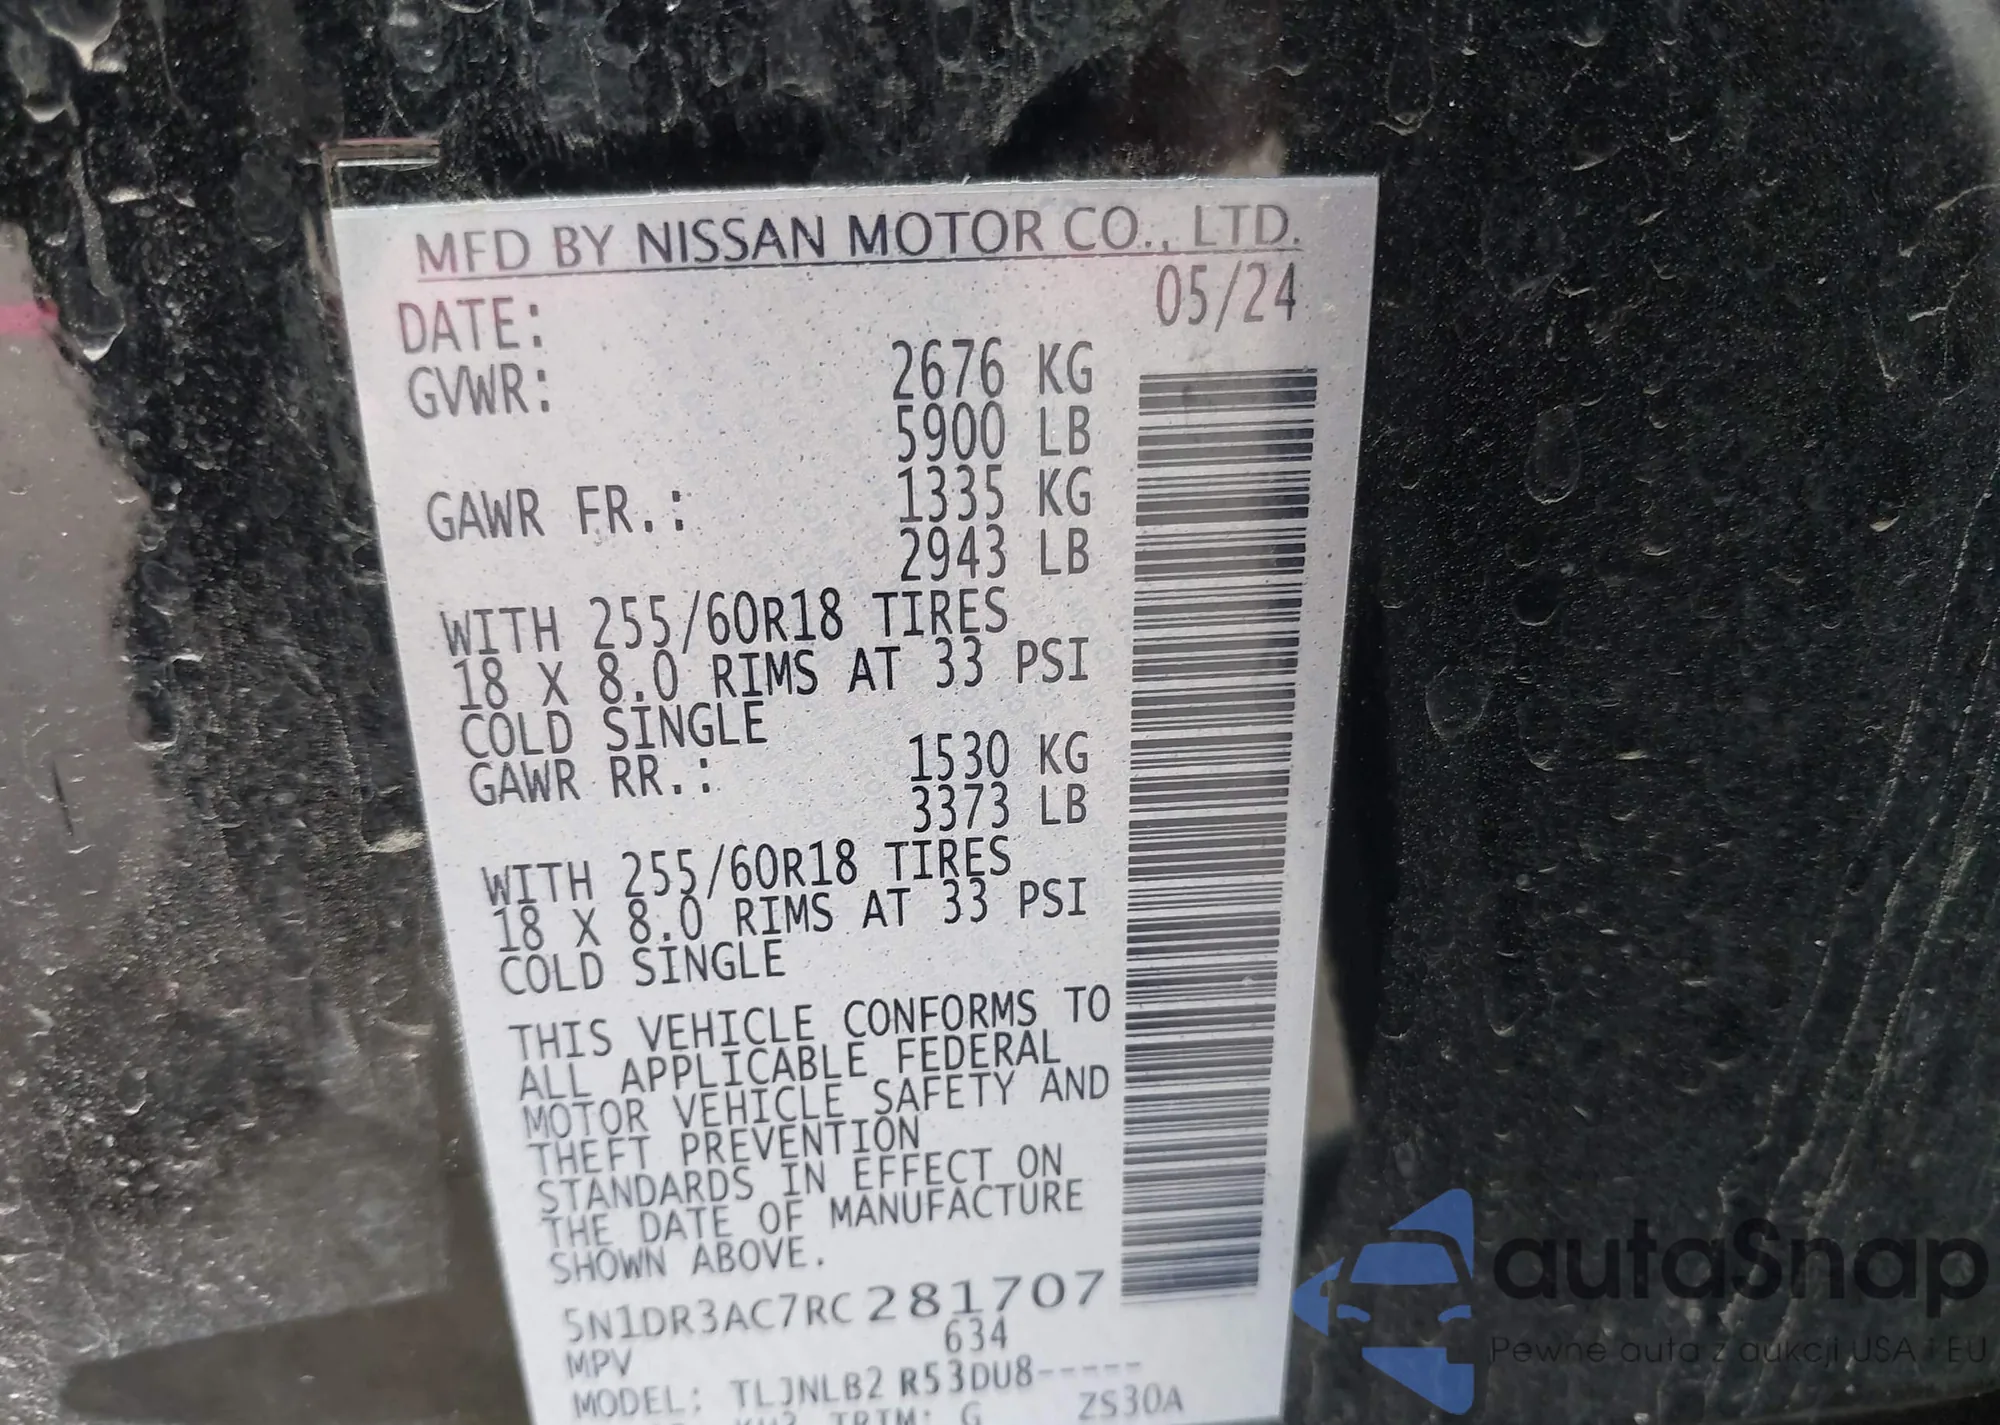 MFD BY NISSAN MOTOR CO., LTD.
DATE: 05/24
GVWR: 2676 KG
5900 LB
GAWR FR.: 1335 KG
2943 LB
WITH 255/60R18 TIRES
18 X 8.0 RIMS AT 33 PSI
COLD SINGLE
GAWR RR.: 1530 KG
3373 LB
WITH 255/60R18 TIRES
18 X 8.0 RIMS AT 33 PSI
COLD SINGLE
THIS VEHICLE CONFORMS TO
ALL APPLICABLE FEDERAL
MOTOR VEHICLE SAFETY AND
THEFT PREVENTION
STANDARDS IN EFFECT ON
THE DATE OF MANUFACTURE
SHOWN ABOVE.
5N1DR3AC7RC281707
MPV 634
MODEL: TLJNLB2 R53DU8-----
TRIM: G ZS30A
autaSnap
Pewne auta z aukcji USA i EU